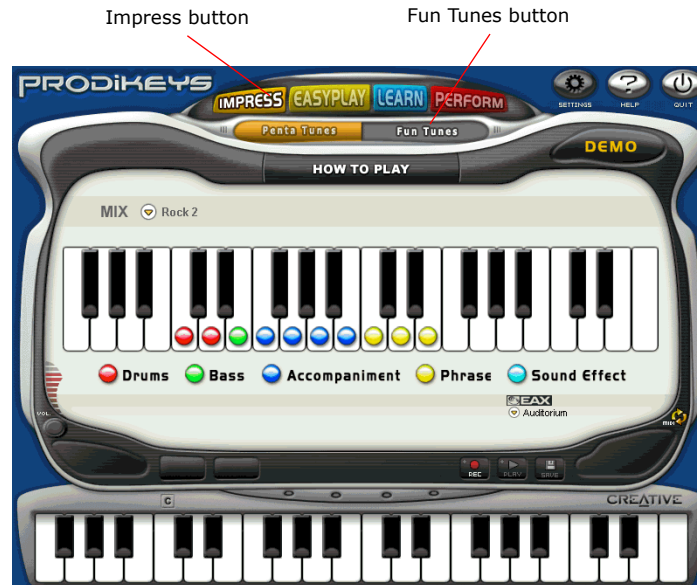 Impress button
Fun Tunes button
PRODiKEYS
IMPRESS EASYPLAY LEARN PERFORM
SETTINGS HELP QUIT
Penta Tunes Fun Tunes
DEMO
HOW TO PLAY
MIX Rock 2
Drums Bass Accompaniment Phrase Sound Effect
EAX
Auditorium
VOL
MIX
REC PLAY SAVE
C
CREATIVE